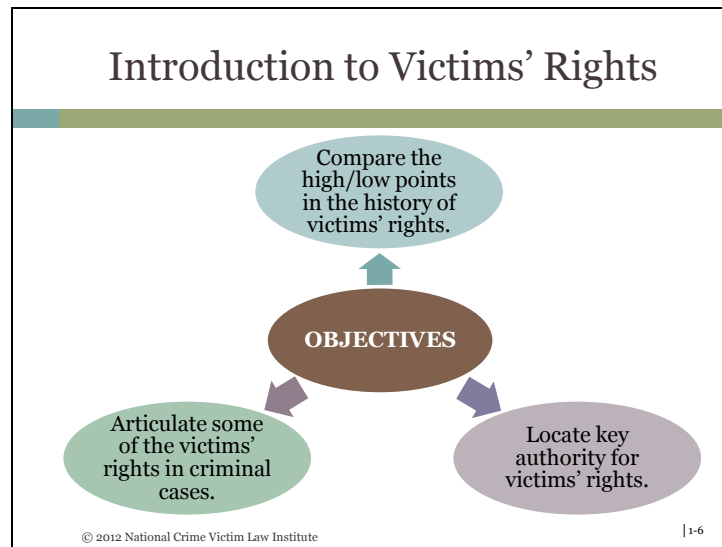 Introduction to Victims’ Rights
Compare the
high/low points
in the history of
victims’ rights.
OBJECTIVES
Articulate some
of the victims’
rights in criminal
cases.
Locate key
authority for
victims’ rights.
© 2012 National Crime Victim Law Institute
|1-6